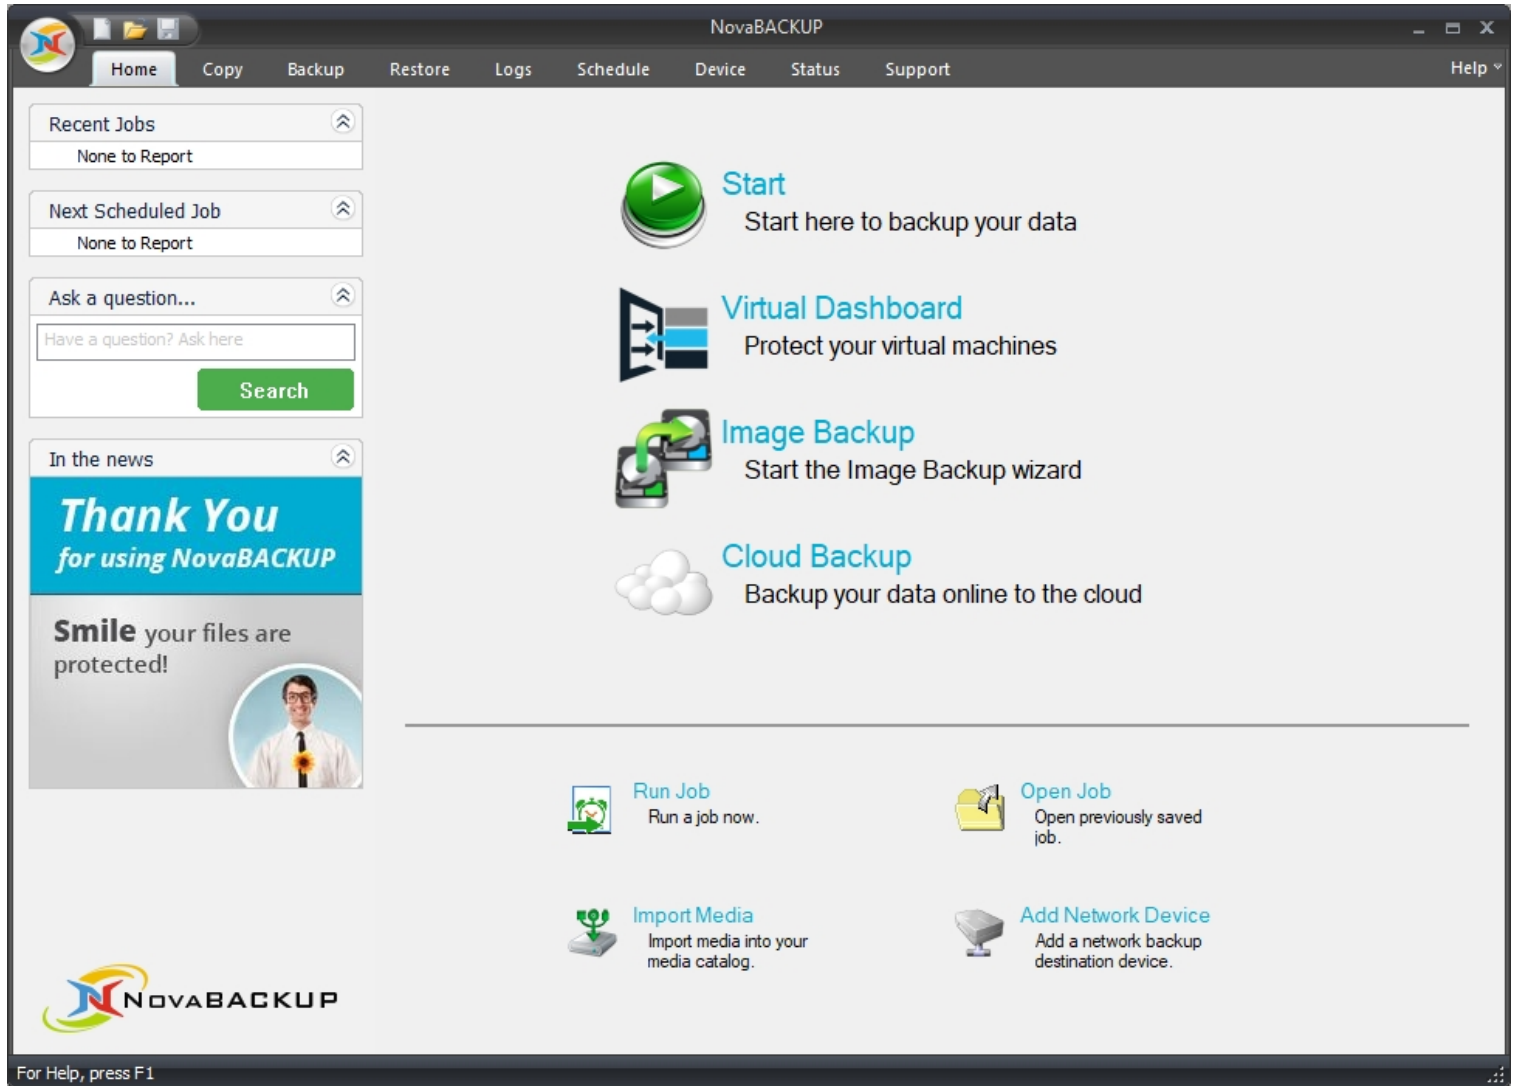 NovaBACKUP
Home Copy Backup Restore Logs Schedule Device Status Support Help
Recent Jobs
None to Report
Next Scheduled Job
None to Report
Ask a question...
Have a question? Ask here
Search
In the news
Thank You
for using NovaBACKUP
Smile your files are
protected!
NovaBACKUP
Start
Start here to backup your data
Virtual Dashboard
Protect your virtual machines
Image Backup
Start the Image Backup wizard
Cloud Backup
Backup your data online to the cloud
Run Job
Run a job now.
Open Job
Open previously saved
job.
Import Media
Import media into your
media catalog.
Add Network Device
Add a network backup
destination device.
For Help, press F1